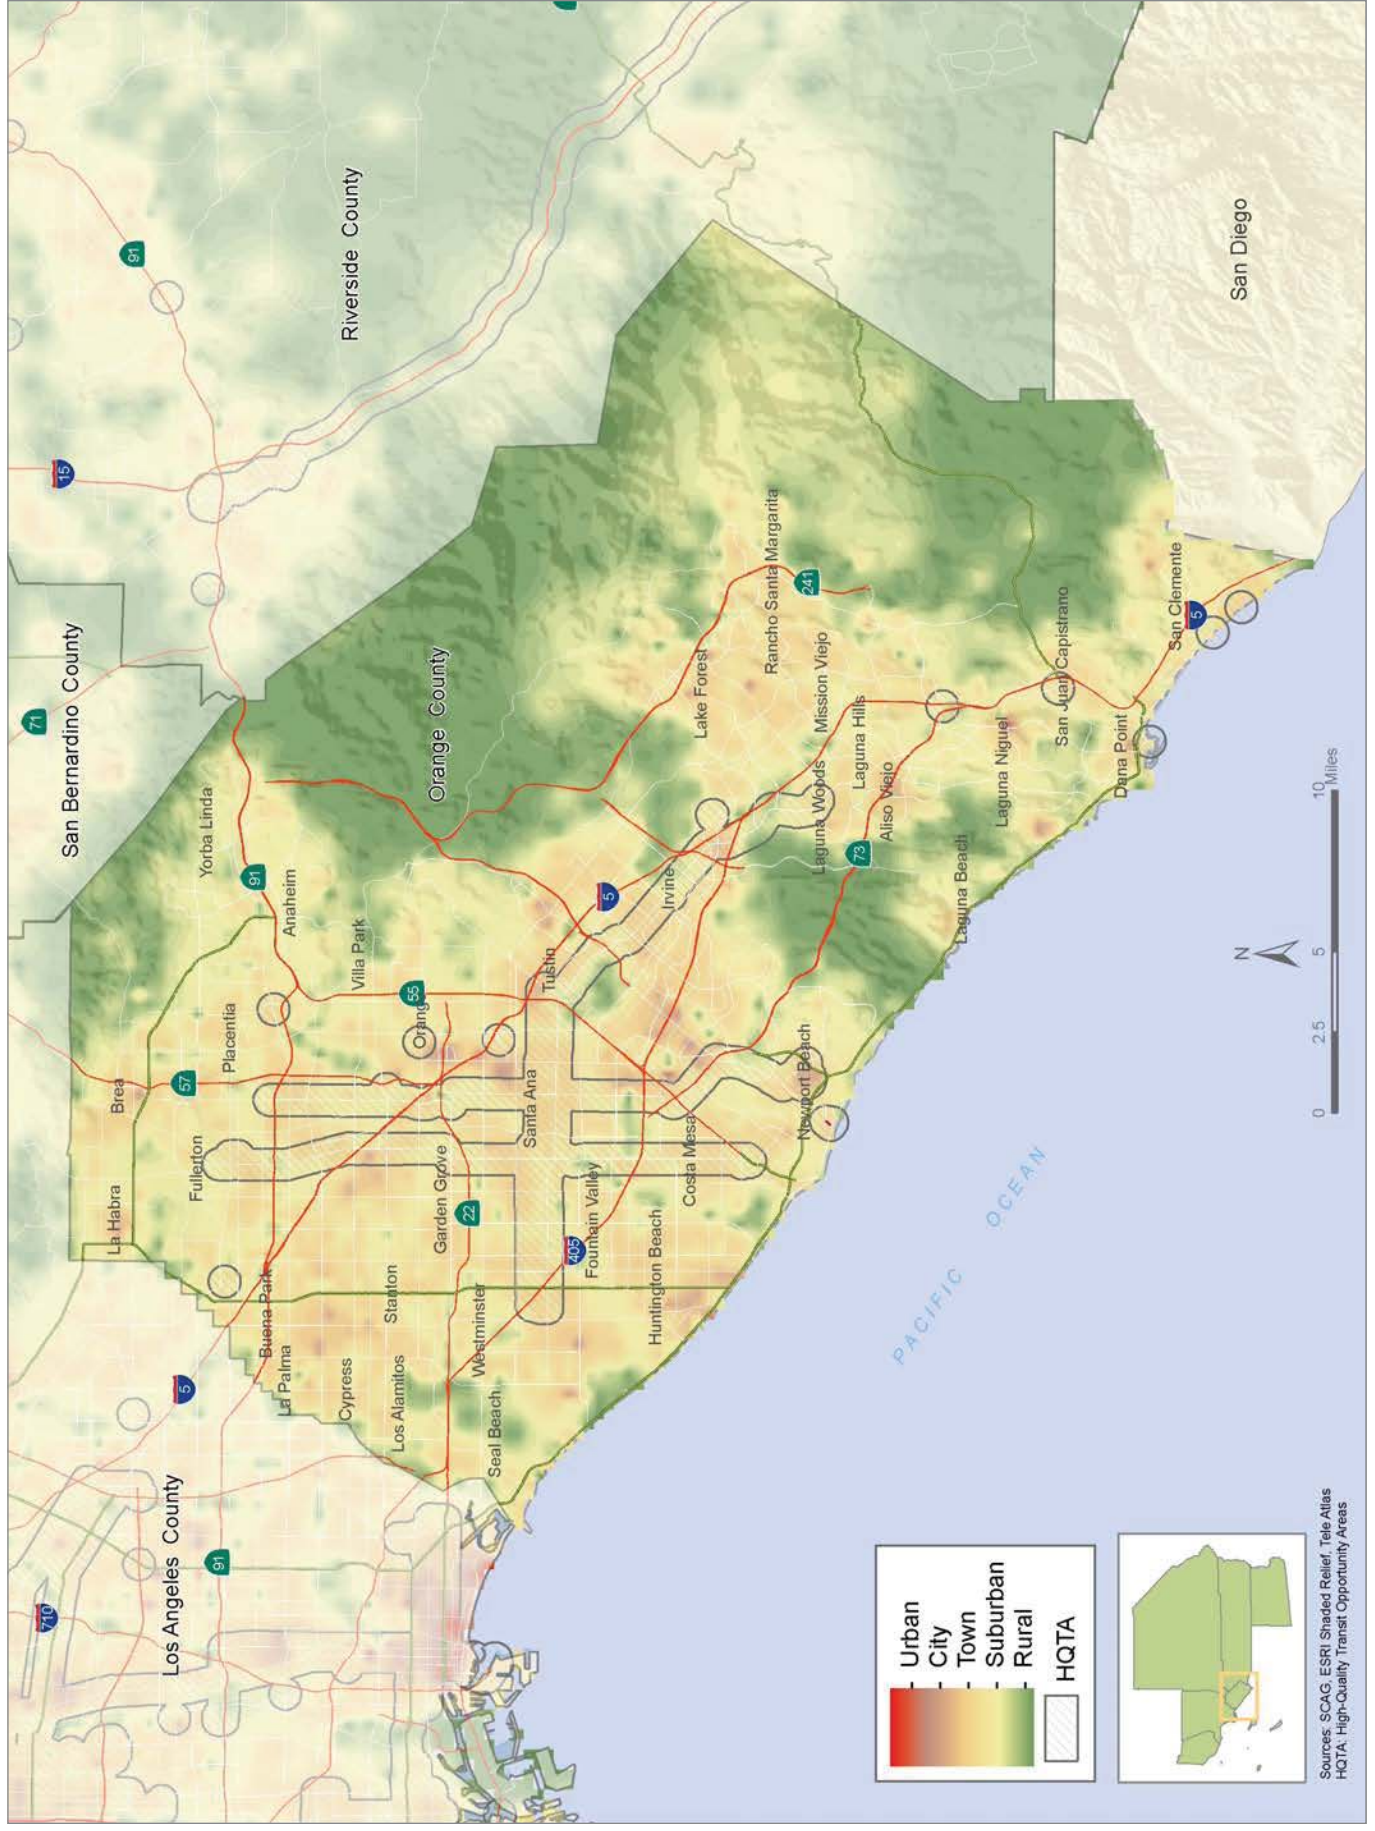 San Bernardino County
Riverside County
Los Angeles County
Orange County
San Diego
71
15
91
710
5
91
57
91
55
22
405
5
241
73
5
La Habra
Brea
Fullerton
Placentia
Yorba Linda
Anaheim
Buena Park
La Palma
Villa Park
Cypress
Stanton
Orang
Los Alamitos
Garden Grove
Westminster
Santa Ana
Tustin
Seal Beach
Fountain Valley
Irvine
Lake Forest
Huntington Beach
Costa Mesa
Rancho Santa Margarita
Newport Beach
Laguna Woods
Mission Viejo
Laguna Hills
Aliso Viejo
Laguna Beach
Laguna Niguel
San Juan Capistrano
Dana Point
San Clemente
PACIFIC OCEAN
N
0 2.5 5 10
Miles
Urban
City
Town
Suburban
Rural
HQTA
Sources: SCAG, ESRI Shaded Relief, Tele Atlas
HQTA: High-Quality Transit Opportunity Areas